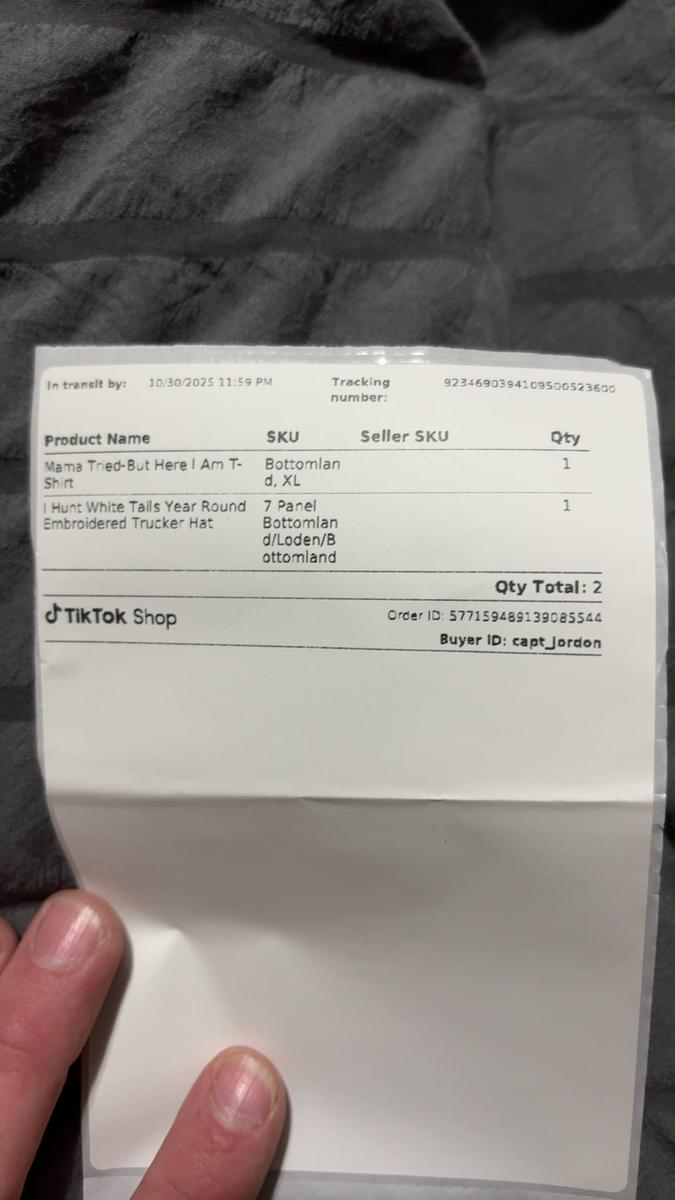 In transit by: 10/30/2025 11:59 PM Tracking number: 9234690394109500523600
Product Name SKU Seller SKU Qty
Mama Tried-But Here I Am T- Bottomlan 1
Shirt d, XL
I Hunt White Tails Year Round 7 Panel 1
Embroidered Trucker Hat Bottomlan
d/Loden/B
ottomland
Qty Total: 2
TikTok Shop Order ID: 577159489139085544
Buyer ID: capt_jordon